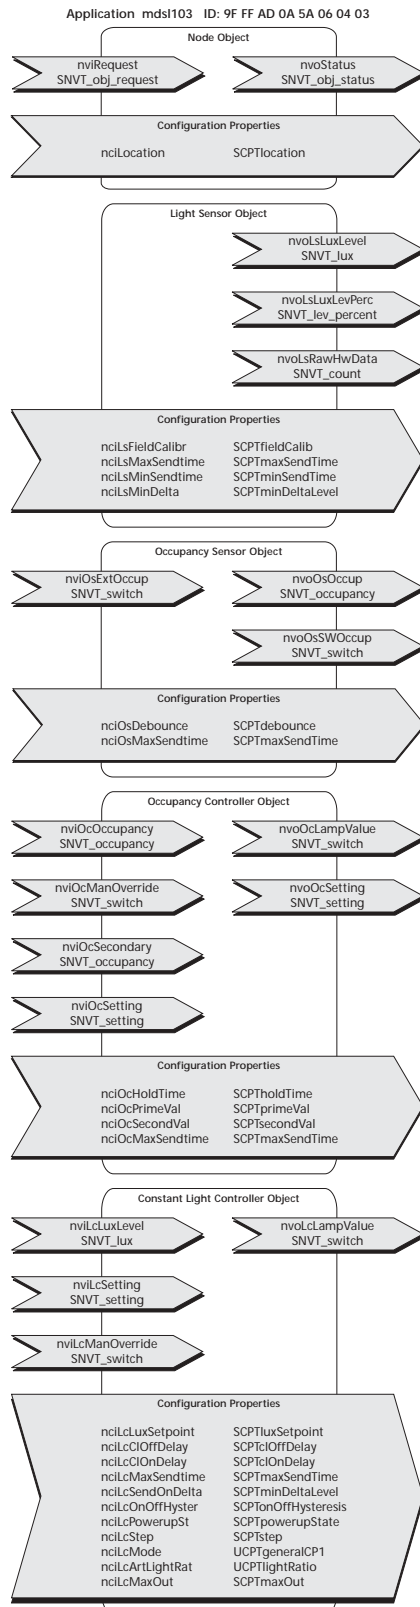 Application mdsl103 ID: 9F FF AD 0A 5A 06 04 03
Node Object
nviRequest
SNVT_obj_request
nvoStatus
SNVT_obj_status
Configuration Properties
nciLocation SCPTlocation
Light Sensor Object
nvoLsLuxLevel
SNVT_lux
nvoLsLuxLevPerc
SNVT_lev_percent
nvoLsRawHwData
SNVT_count
Configuration Properties
nciLsFieldCalibr SCPTfieldCalib
nciLsMaxSendtime SCPTmaxSendTime
nciLsMinSendtime SCPTminSendTime
nciLsMinDelta SCPTminDeltaLevel
Occupancy Sensor Object
nviOsExtOccup
SNVT_switch
nvoOsOccup
SNVT_occupancy
nvoOsSWOccup
SNVT_switch
Configuration Properties
nciOsDebounce SCPTdebounce
nciOsMaxSendtime SCPTmaxSendTime
Occupancy Controller Object
nviOcOccupancy
SNVT_occupancy
nvoOcLampValue
SNVT_switch
nviOcManOverride
SNVT_switch
nvoOcSetting
SNVT_setting
nviOcSecondary
SNVT_occupancy
nviOcSetting
SNVT_setting
Configuration Properties
nciOcHoldTime SCPTholdTime
nciOcPrimeVal SCPTprimeVal
nciOcSecondVal SCPTsecondVal
nciOcMaxSendtime SCPTmaxSendTime
Constant Light Controller Object
nviLcLuxLevel
SNVT_lux
nvoLcLampValue
SNVT_switch
nviLcSetting
SNVT_setting
nviLcManOverride
SNVT_switch
Configuration Properties
nciLcLuxSetpoint SCPTluxSetpoint
nciLcClOffDelay SCPTclOffDelay
nciLcClOnDelay SCPTclOnDelay
nciLcMaxSendtime SCPTmaxSendTime
nciLcSendOnDelta SCPTminDeltaLevel
nciLcOnOffHyster SCPTonOffHysteresis
nciLcPowerupSt SCPTpowerupState
nciLcStep SCPTstep
nciLcMode UCPTgeneralCP1
nciLcArtLightRat UCPTlightRatio
nciLcMaxOut SCPTmaxOut